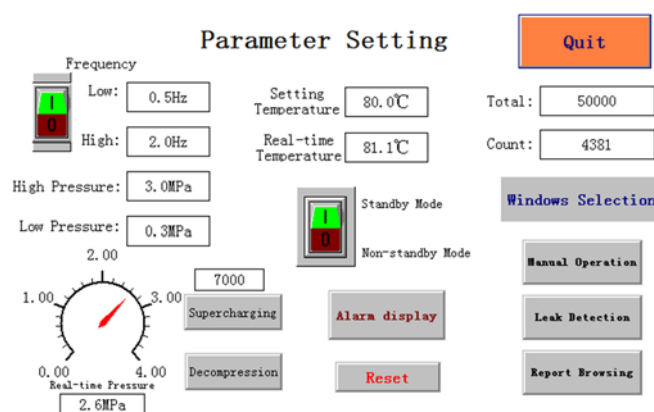 Parameter Setting
Quit
Frequency
Low:
0.5Hz
High:
2.0Hz
High Pressure:
3.0MPa
Low Pressure:
0.3MPa
I
0
Setting
Temperature
80.0℃
Real-time
Temperature
81.1℃
Total:
50000
Count:
4381
Standby Mode
I
0
Non-standby Mode
Windows Selection
Manual Operation
Leak Detection
Report Browsing
7000
Supercharging
Decompression
Alarm display
Reset
2.00
1.00
3.00
0.00
4.00
Real-time Pressure
2.6MPa